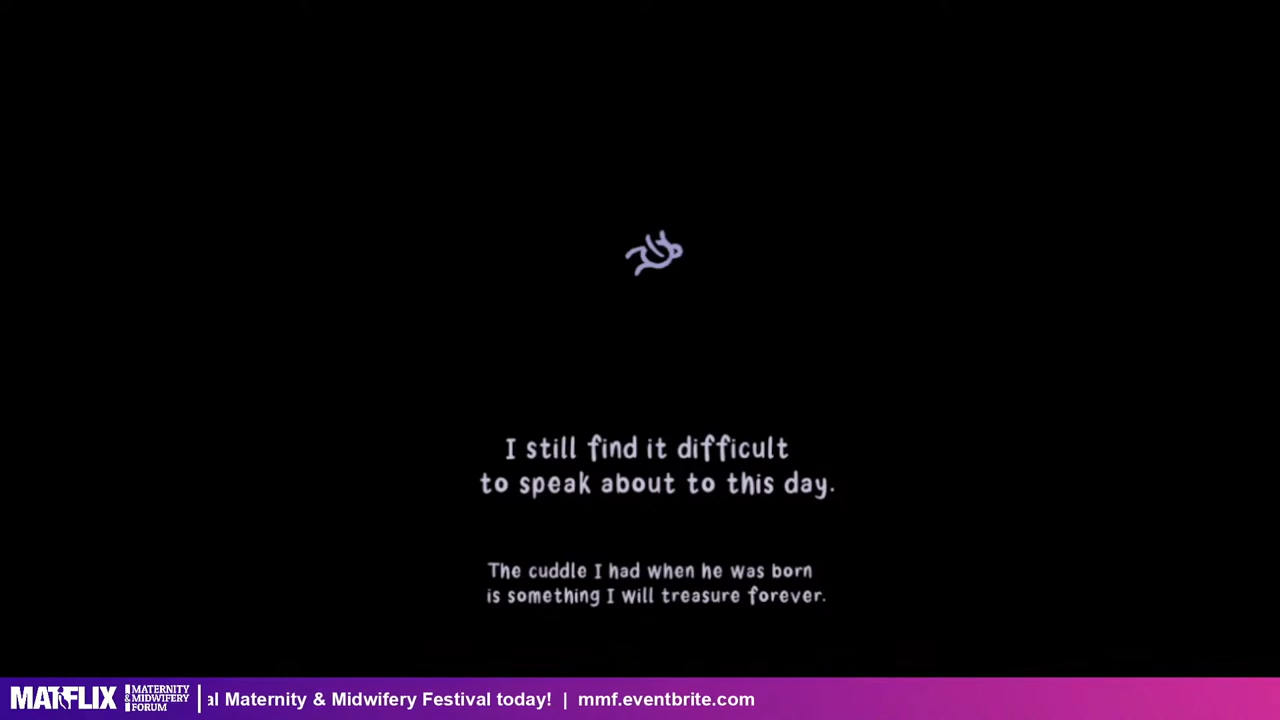 I still find it difficult
to speak about to this day.
The cuddle I had when he was born
is something I will treasure forever.
MATFLIX
MATERNITY
& MIDWIFERY
FORUM
al Maternity & Midwifery Festival today! | mmf.eventbrite.com